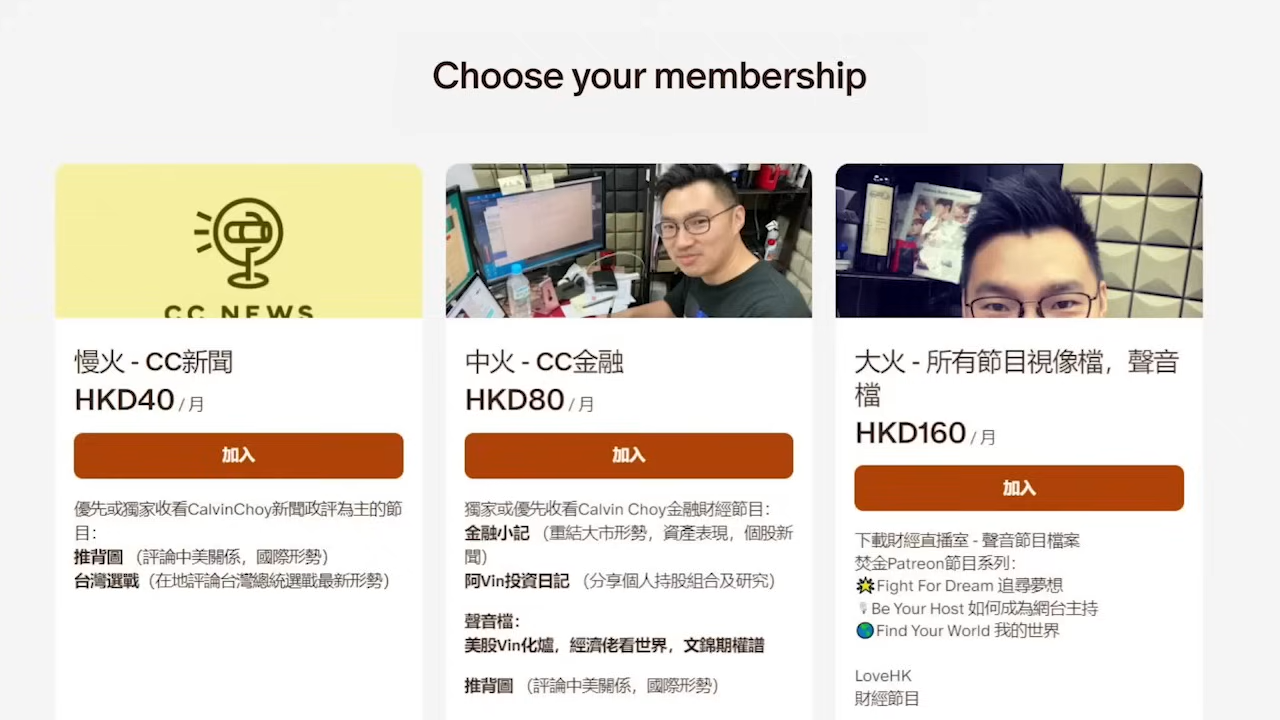 Choose your membership
CC NEWS
慢火 - CC新聞
HKD40 / 月
加入
優先或獨家收看CalvinChoy新聞政評為主的節
目：
推背圖 （評論中美關係，國際形勢）
台灣選戰（在地評論台灣總統選戰最新形勢）
中火 - CC金融
HKD80 / 月
加入
獨家或優先收看Calvin Choy金融財經節目：
金融小記 （重結大市形勢，資產表現，個股新
聞）
阿Vin投資日記 （分享個人持股組合及研究）
聲音檔：
美股Vin化爐，經濟佬看世界，文錦期權譜
推背圖 （評論中美關係，國際形勢）
大火 - 所有節目視像檔，聲音
檔
HKD160 / 月
加入
下載財經直播室 - 聲音節目檔案
焚金Patreon節目系列：
🌟Fight For Dream 追尋夢想
💡Be Your Host 如何成為網台主持
🌏Find Your World 我的世界
LoveHK
財經節目